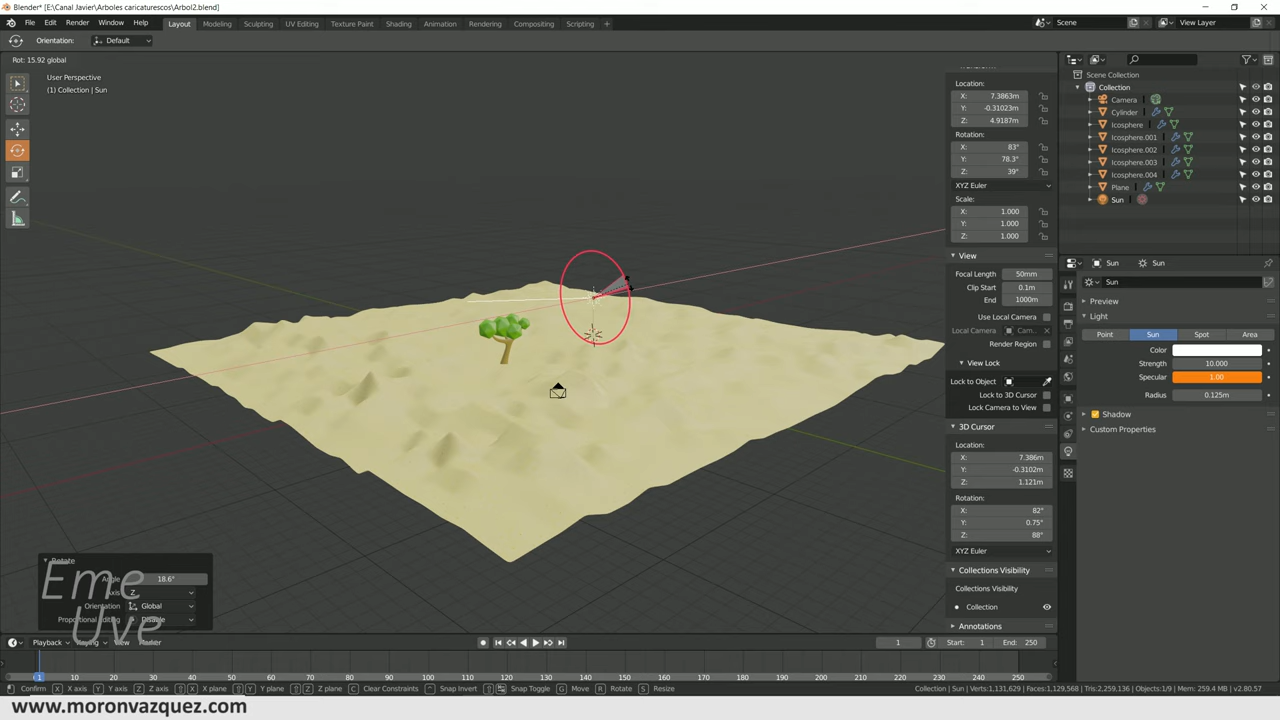 Blender* [E:\Canal Javier\Arboles caricaturescos\Arbol2.blend]
File Edit Render Window Help Layout Modeling Sculpting UV Editing Texture Paint Shading Animation Rendering Compositing Scripting + Scene View Layer
Orientation: Default
Rot: 15.92 global
User Perspective
(1) Collection | Sun
Location:
X: 7.3863m
Y: -0.31023m
Z: 4.9187m
Rotation:
X: 83°
Y: 78.3°
Z: 39°
XYZ Euler
Scale:
X: 1.000
Y: 1.000
Z: 1.000
View
Focal Length 50mm
Clip Start 0.1m
End 1000m
Use Local Camera
Local Camera Cam...
Render Region
View Lock
Lock to Object
Lock to 3D Cursor
Lock Camera to View
3D Cursor
Location:
X: 7.386m
Y: -0.3102m
Z: 1.121m
Rotation:
X: 82°
Y: 0.75°
Z: 88°
XYZ Euler
Collections Visibility
Collections Visibility
Collection
Annotations
Scene Collection
Collection
Camera
Cylinder
Icosphere
Icosphere.001
Icosphere.002
Icosphere.003
Icosphere.004
Plane
Sun
Sun Sun
Sun
Preview
Light
Point Sun Spot Area
Color
Strength 10.000
Specular 1.00
Radius 0.125m
Shadow
Custom Properties
Rotate
Angle 18.6°
Axis Z
Orientation Global
Proportional Editing Disable
Eme
Uve
Playback Keying View Marker 1 Start: 1 End: 250
1 10 20 30 40 50 60 70 80 90 100 110 120 130 140 150 160 170 180 190 200 210 220 230 240 250
Confirm X X axis Y Y axis Z Z axis X X plane Y Y plane Z Z plane C Clear Constraints Snap Invert Snap Toggle G Move R Rotate S Resize Collection | Sun | Verts:1,131,629 | Faces:1,129,568 | Tris:2,259,136 | Objects:1/9 | Mem: 259.4 MB | v2.80.57
www.moronvazquez.com